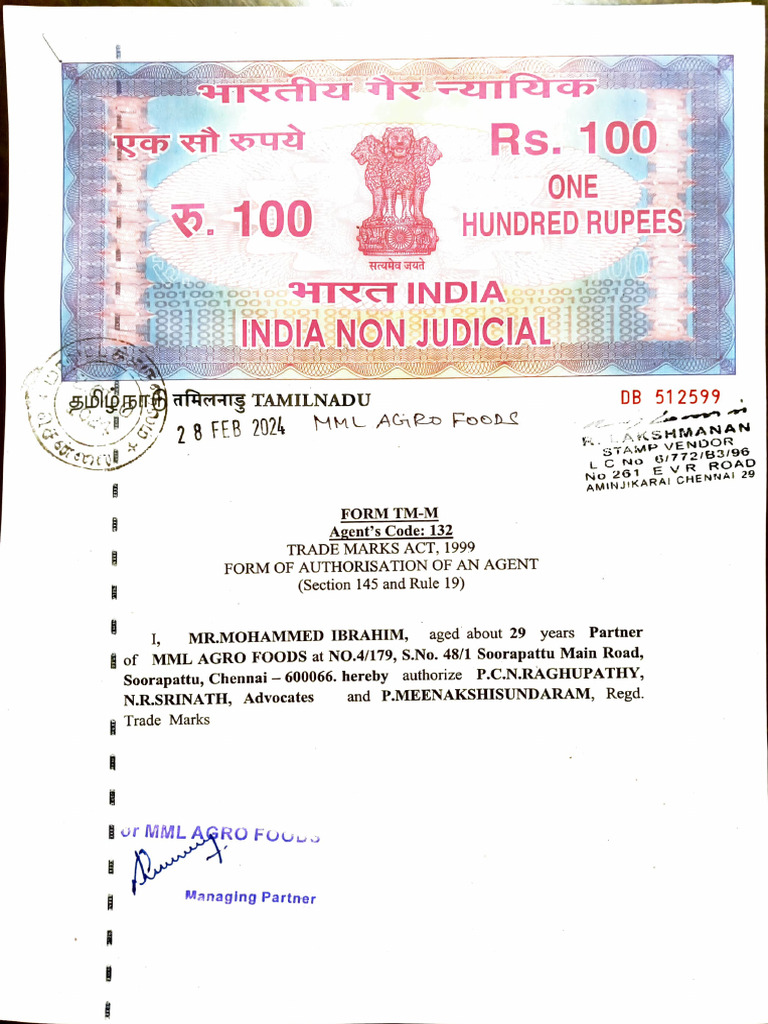 भारतीय गैर न्यायिक
एक सौ रुपये
Rs. 100
रु. 100
ONE
HUNDRED RUPEES
सत्यमेव जयते
भारत INDIA
INDIA NON JUDICIAL
தமிழ்நாடு तमिलनाडु TAMILNADU
DB 512599
28 FEB 2024
MML AGRO FOODS
R. LAKSHMANAN
STAMP VENDOR
L C No 6/772/B3/96
No 261 E V R ROAD
AMINJIKARAI CHENNAI 29
FORM TM-M
Agent's Code: 132
TRADE MARKS ACT, 1999
FORM OF AUTHORISATION OF AN AGENT
(Section 145 and Rule 19)
I, MR.MOHAMMED IBRAHIM, aged about 29 years Partner
of MML AGRO FOODS at NO.4/179, S.No. 48/1 Soorapattu Main Road,
Soorapattu, Chennai – 600066. hereby authorize P.C.N.RAGHUPATHY,
N.R.SRINATH, Advocates and P.MEENAKSHISUNDARAM, Regd.
Trade Marks
or MML AGRO FOODS
Managing Partner